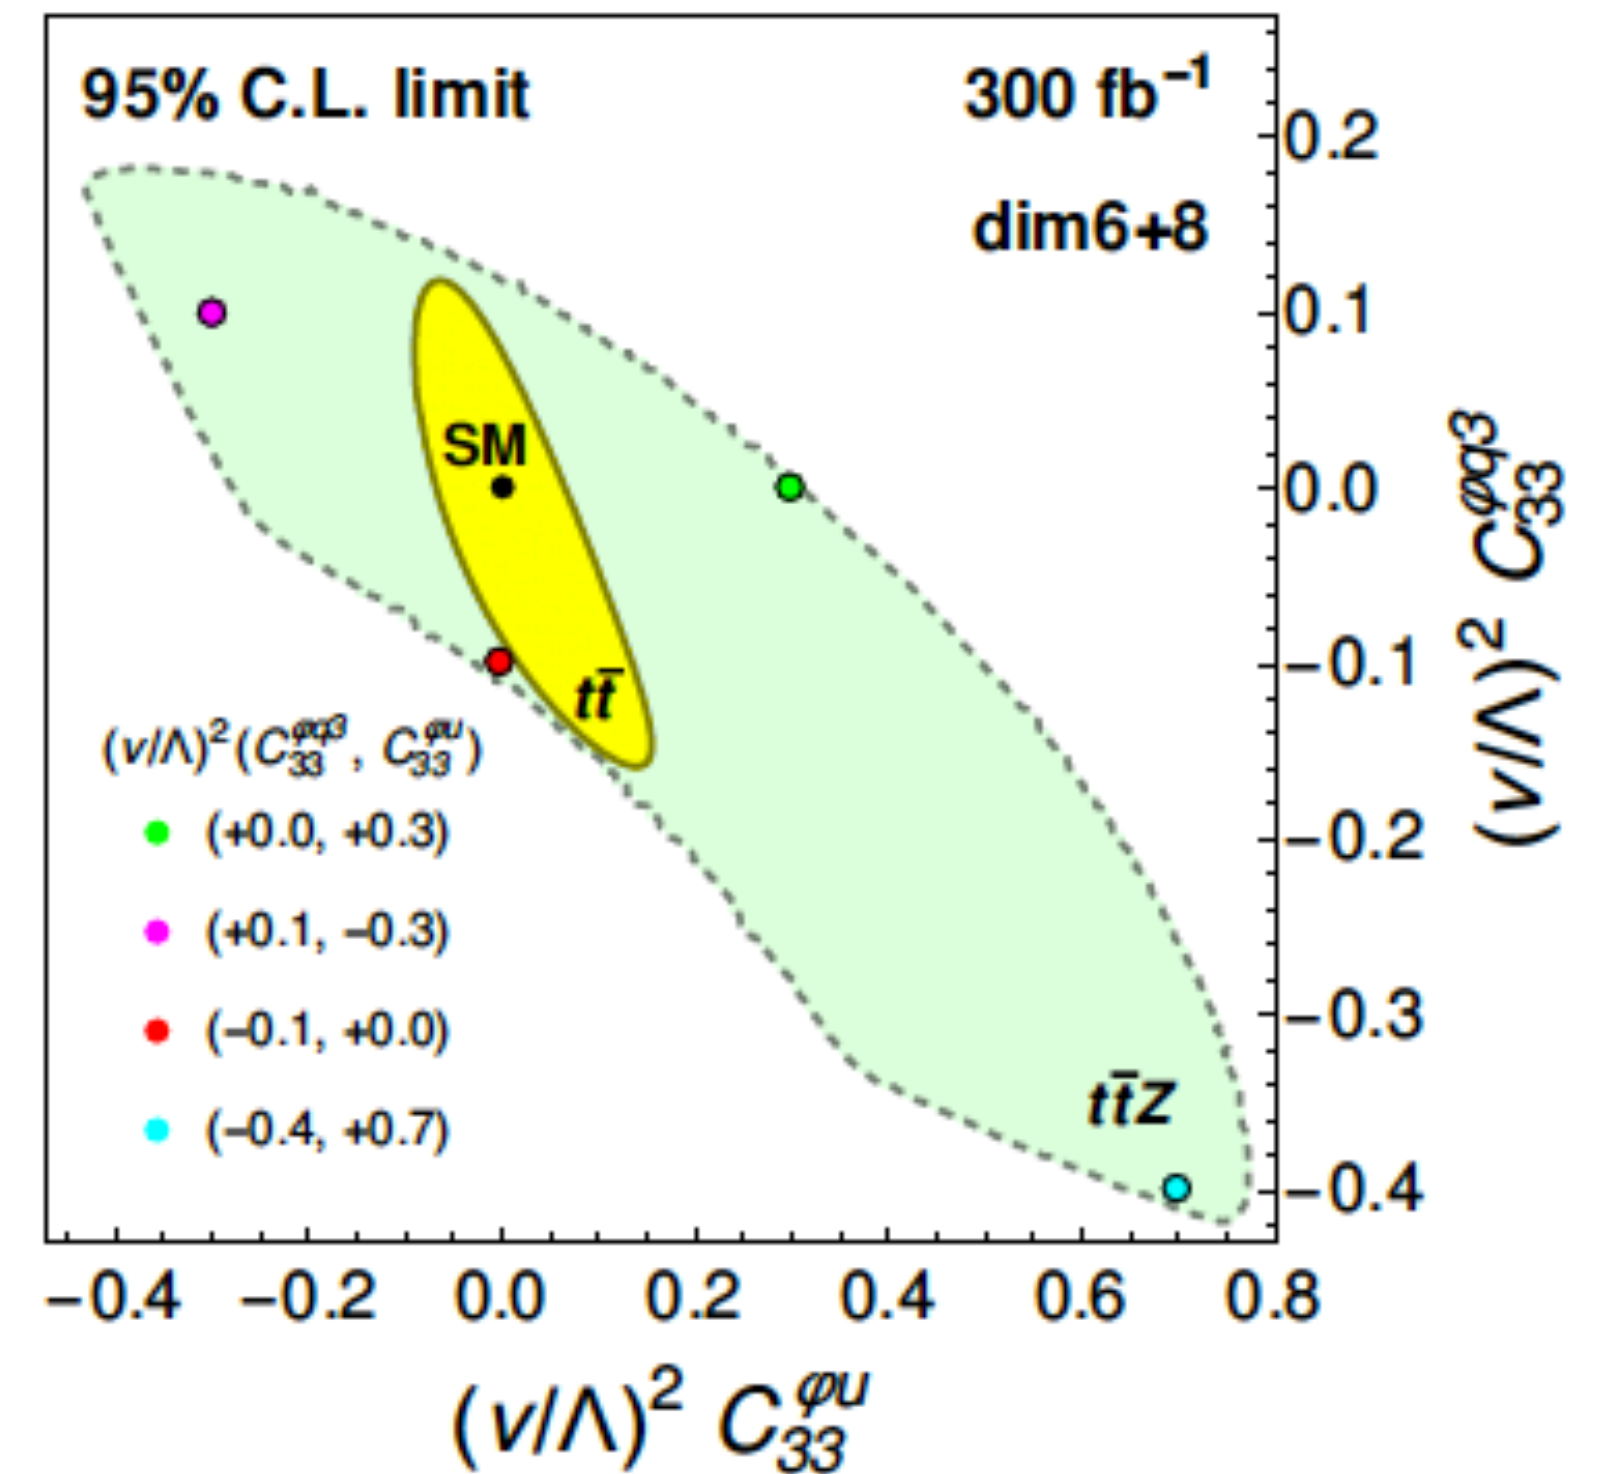 95% C.L. limit
300 fb⁻¹
dim6+8
SM
tt̄
tt̄Z
(v/Λ)² (C₃₃^φq3, C₃₃^φu)
(+0.0, +0.3)
(+0.1, −0.3)
(−0.1, +0.0)
(−0.4, +0.7)
0.2
0.1
0.0
−0.1
−0.2
−0.3
−0.4
(v/Λ)² C₃₃^φq3
−0.4 −0.2 0.0 0.2 0.4 0.6 0.8
(v/Λ)² C₃₃^φu